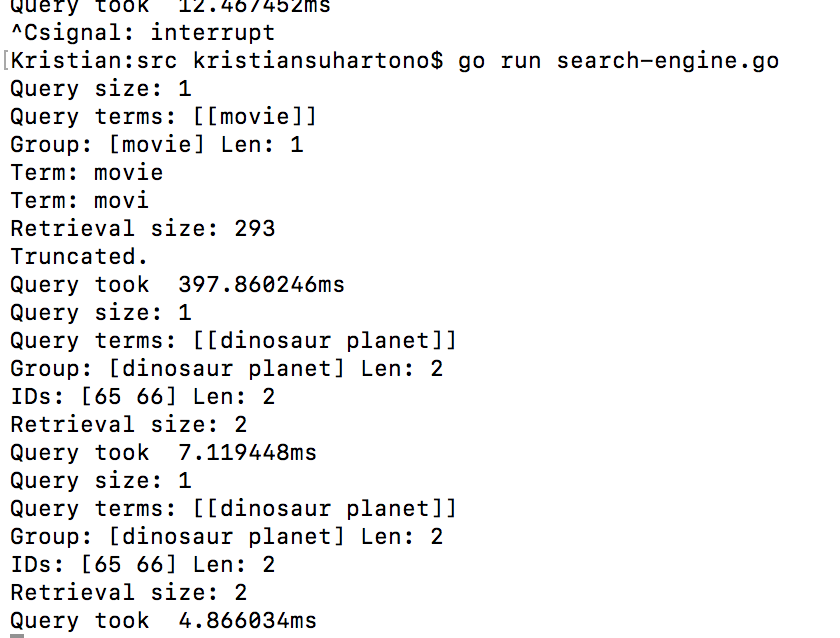 Query took  12.467452ms
^Csignal: interrupt
[Kristian:src kristiansuhartono$ go run search-engine.go
Query size: 1
Query terms: [[movie]]
Group: [movie] Len: 1
Term: movie
Term: movi
Retrieval size: 293
Truncated.
Query took  397.860246ms
Query size: 1
Query terms: [[dinosaur planet]]
Group: [dinosaur planet] Len: 2
IDs: [65 66] Len: 2
Retrieval size: 2
Query took  7.119448ms
Query size: 1
Query terms: [[dinosaur planet]]
Group: [dinosaur planet] Len: 2
IDs: [65 66] Len: 2
Retrieval size: 2
Query took  4.866034ms